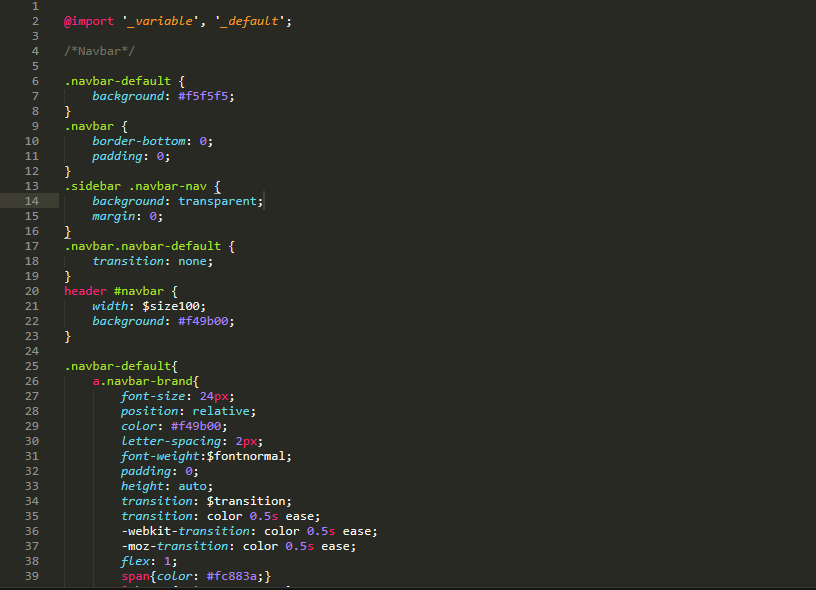 1
2 @import '_variable', '_default';
3
4 /*Navbar*/
5
6 .navbar-default {
7 background: #f5f5f5;
8 }
9 .navbar {
10 border-bottom: 0;
11 padding: 0;
12 }
13 .sidebar .navbar-nav {
14 background: transparent;
15 margin: 0;
16 }
17 .navbar.navbar-default {
18 transition: none;
19 }
20 header #navbar {
21 width: $size100;
22 background: #f49b00;
23 }
24
25 .navbar-default{
26 a.navbar-brand{
27 font-size: 24px;
28 position: relative;
29 color: #f49b00;
30 letter-spacing: 2px;
31 font-weight:$fontnormal;
32 padding: 0;
33 height: auto;
34 transition: $transition;
35 transition: color 0.5s ease;
36 -webkit-transition: color 0.5s ease;
37 -moz-transition: color 0.5s ease;
38 flex: 1;
39 span{color: #fc883a;}